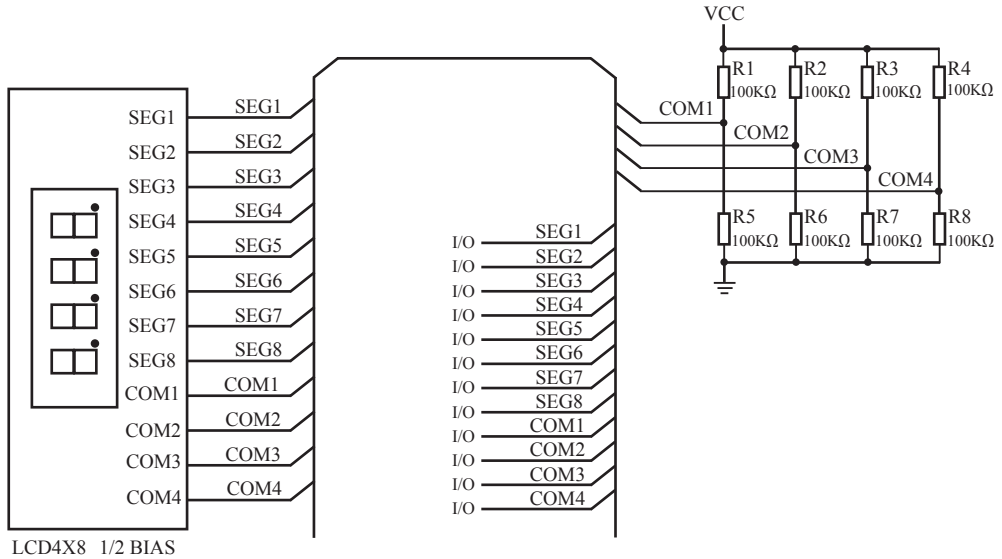 VCC
R1
100KΩ
R2
100KΩ
R3
100KΩ
R4
100KΩ
COM1
COM2
COM3
COM4
R5
100KΩ
R6
100KΩ
R7
100KΩ
R8
100KΩ
SEG1 SEG1
SEG2 SEG2
SEG3 SEG3
SEG4 SEG4
SEG5 SEG5
SEG6 SEG6
SEG7 SEG7
SEG8 SEG8
COM1 COM1
COM2 COM2
COM3 COM3
COM4 COM4
I/O SEG1
I/O SEG2
I/O SEG3
I/O SEG4
I/O SEG5
I/O SEG6
I/O SEG7
I/O SEG8
I/O COM1
I/O COM2
I/O COM3
I/O COM4
LCD4X8 1/2 BIAS